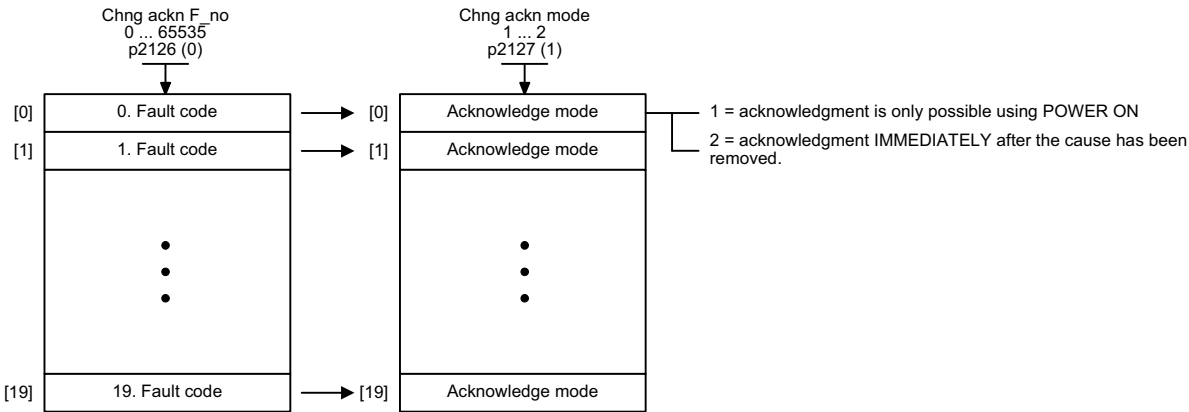 Chng ackn F_no
0 ... 65535
p2126 (0)
Chng ackn mode
1 ... 2
p2127 (1)
[0]
0. Fault code
[0]
Acknowledge mode
1 = acknowledgment is only possible using POWER ON
[1]
1. Fault code
[1]
Acknowledge mode
2 = acknowledgment IMMEDIATELY after the cause has been
removed.
[19]
19. Fault code
[19]
Acknowledge mode